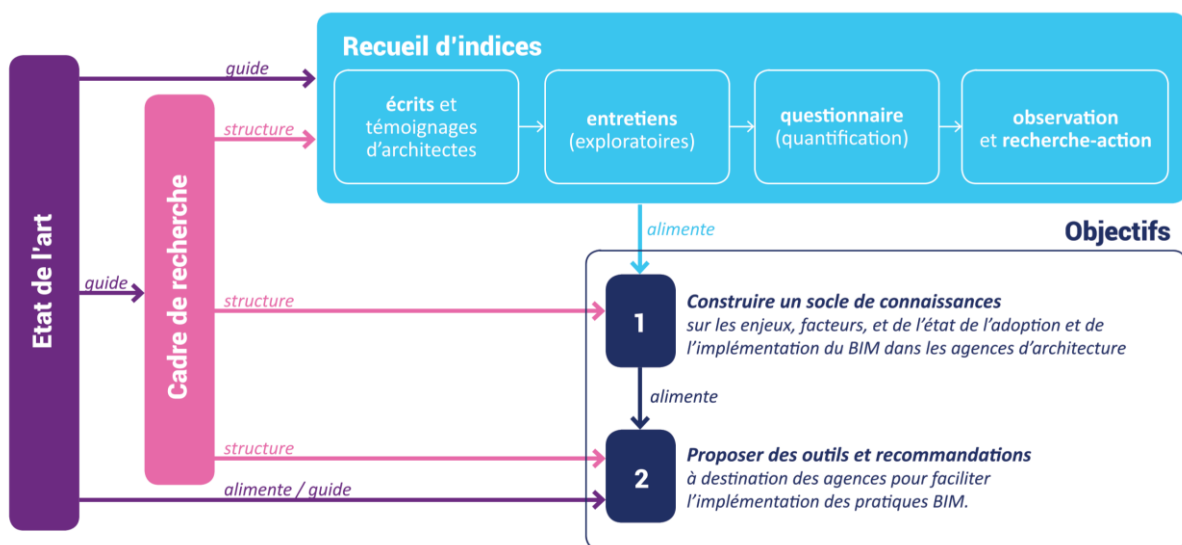 Recueil d'indices
guide
écrits et
témoignages
d'architectes
entretiens
(exploratoires)
questionnaire
(quantification)
observation
et recherche-action
structure
Etat de l'art
Cadre de recherche
guide
alimente
Objectifs
structure
1
Construire un socle de connaissances
sur les enjeux, facteurs, et de l'état de l'adoption et de
l'implémentation du BIM dans les agences d'architecture
alimente
structure
2
Proposer des outils et recommandations
à destination des agences pour faciliter
l'implémentation des pratiques BIM.
alimente / guide